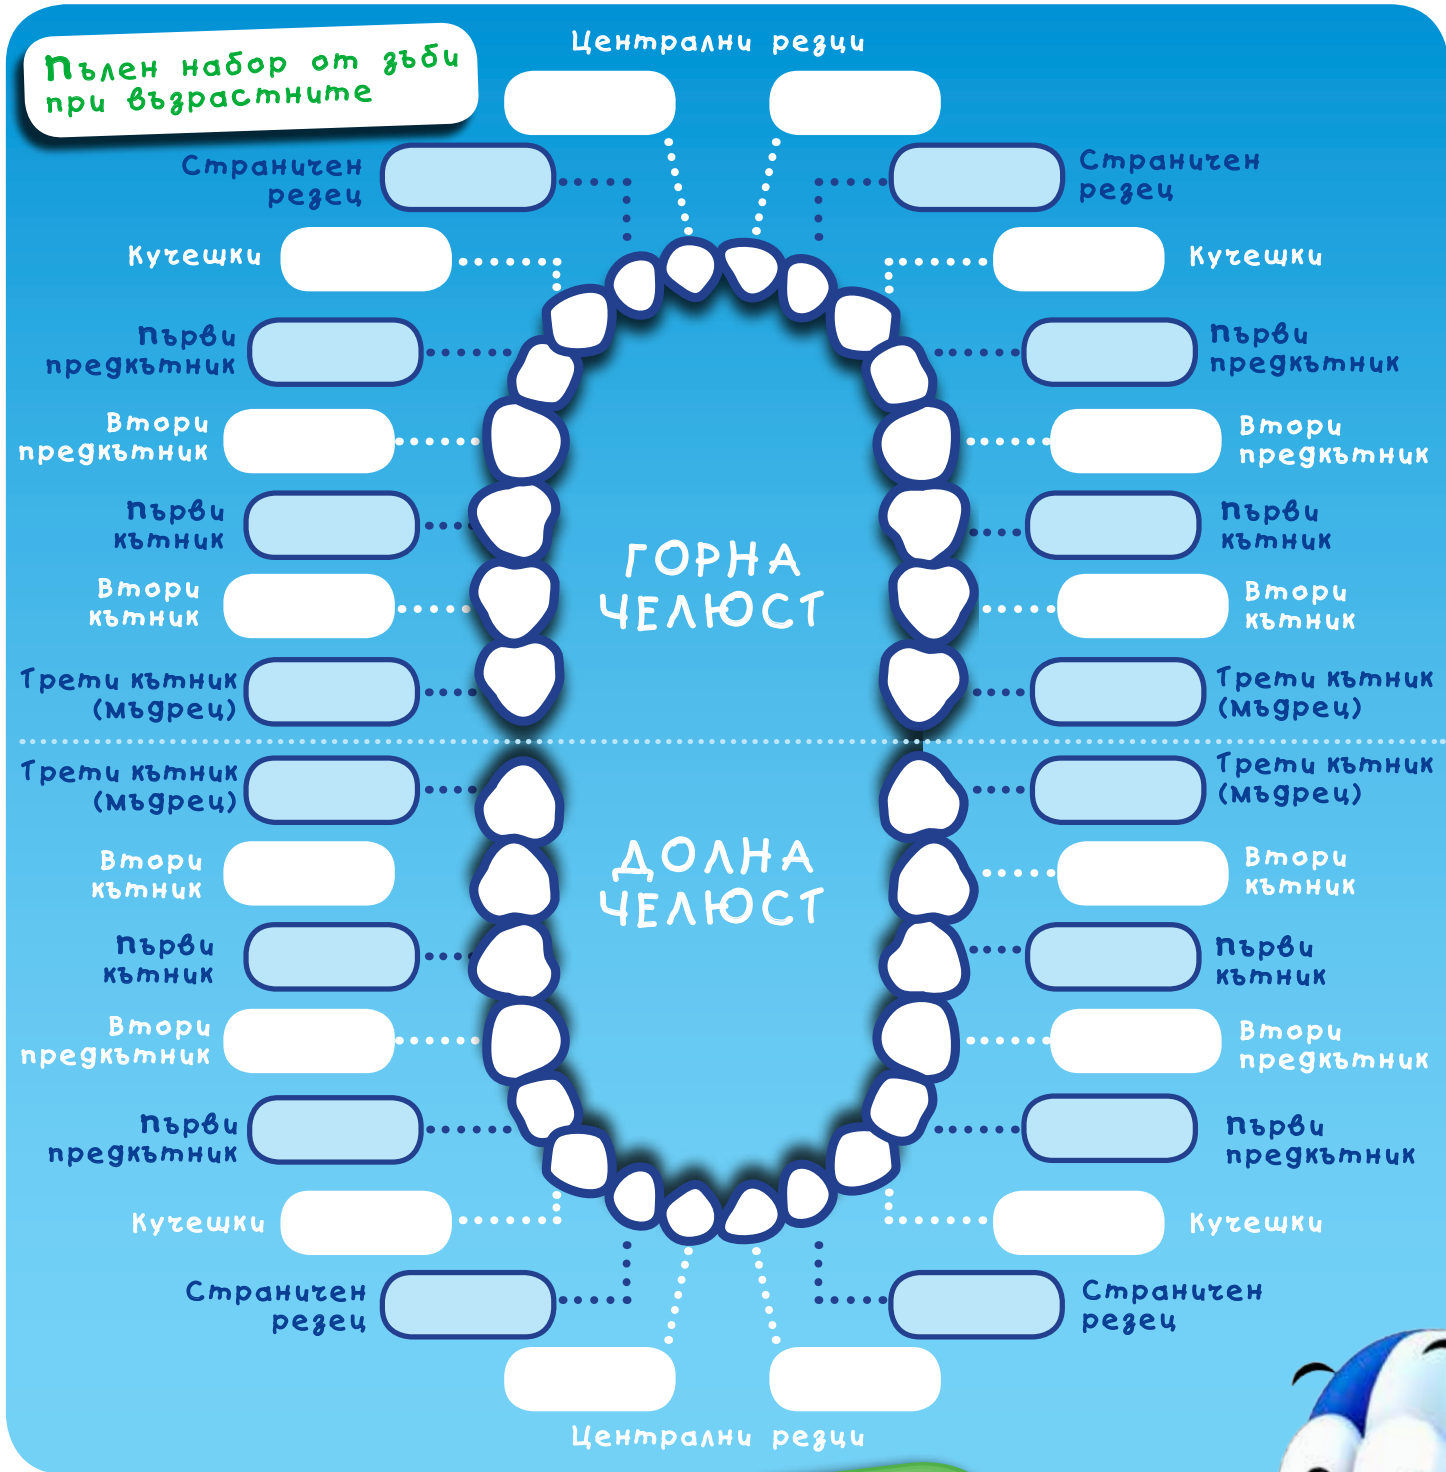 Пълен набор от зъби
при възрастните
Централни резци
Страничен
резец
Страничен
резец
Кучешки
Кучешки
Първи
предкътник
Първи
предкътник
Втори
предкътник
Втори
предкътник
Първи
кътник
Първи
кътник
ГОРНА
ЧЕЛЮСТ
Втори
кътник
Втори
кътник
Трети кътник
(мъдрец)
Трети кътник
(мъдрец)
Трети кътник
(мъдрец)
Трети кътник
(мъдрец)
ДОЛНА
ЧЕЛЮСТ
Втори
кътник
Втори
кътник
Първи
кътник
Първи
кътник
Втори
предкътник
Втори
предкътник
Първи
предкътник
Първи
предкътник
Кучешки
Кучешки
Страничен
резец
Страничен
резец
Централни резци